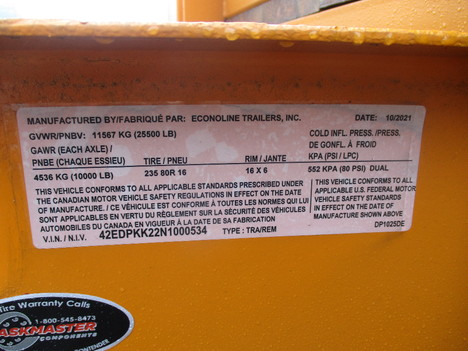 MANUFACTURED BY/FABRIQUÉ PAR: ECONOLINE TRAILERS, INC. DATE: 10/2021
GVWR/PNBV: 11567 KG (25500 LB) COLD INFL. PRESS./PRESS.
GAWR (EACH AXLE) / DE GONFL. À FROID
PNBE (CHAQUE ESSIEU) TIRE / PNEU RIM / JANTE KPA (PSI / LPC)
4536 KG (10000 LB) 235 80R 16 16 X 6 552 KPA (80 PSI) DUAL
THIS VEHICLE CONFORMS TO ALL APPLICABLE STANDARDS PRESCRIBED UNDER
THE CANADIAN MOTOR VEHICLE SAFETY REGULATIONS IN EFFECT ON THE DATE
OF MANUFACTURE. / CE VÉHICULE EST CONFORME À TOUTES LES NORMES QUI LUI
SONT APPLICABLES EN VERTU DU RÈGLEMENT SUR LA SÉCURITÉ DES VÉHICULES
AUTOMOBILES DU CANADA EN VIGUEUR À LA DATE DE SA FABRICATION
THIS VEHICLE CONFORMS TO ALL
APPLICABLE U.S. FEDERAL MOTOR
VEHICLE SAFETY STANDARDS
IN EFFECT ON THE DATE OF
MANUFACTURE SHOWN ABOVE
V.I.N. / N.I.V. 42EDPKK22N1000534 TYPE: TRA/REM DP1025DE
Tire Warranty Calls
1-800-545-8473
TASKMASTER
COMPONENTS